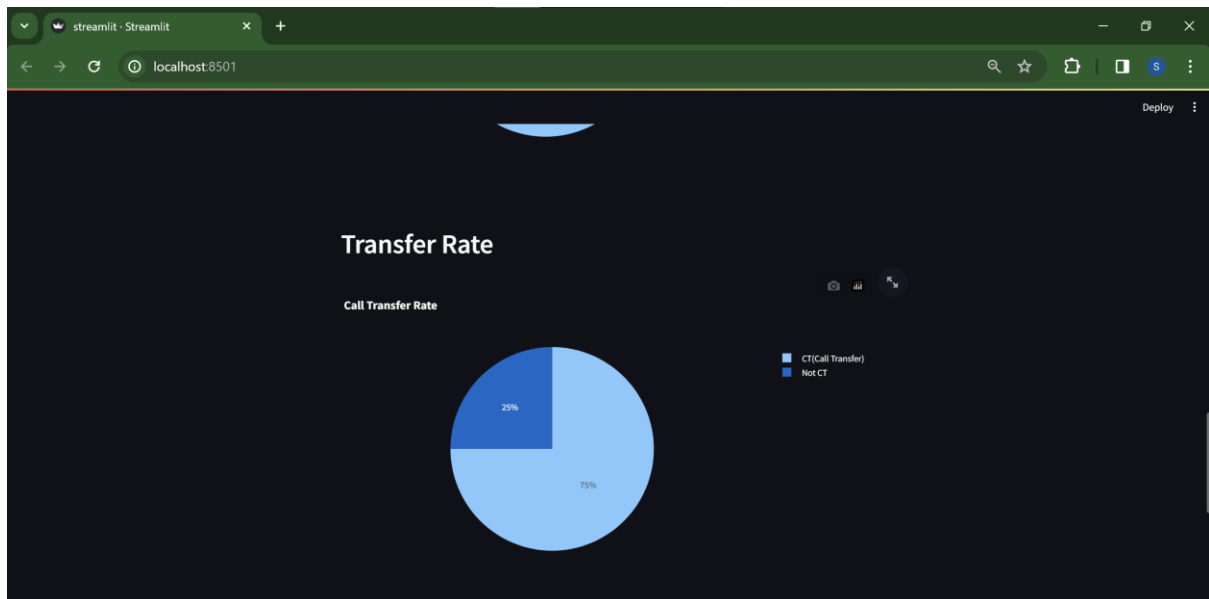 streamlit · Streamlit
localhost:8501
S
Deploy
Transfer Rate
Call Transfer Rate
CT(Call Transfer)
Not CT
25%
75%